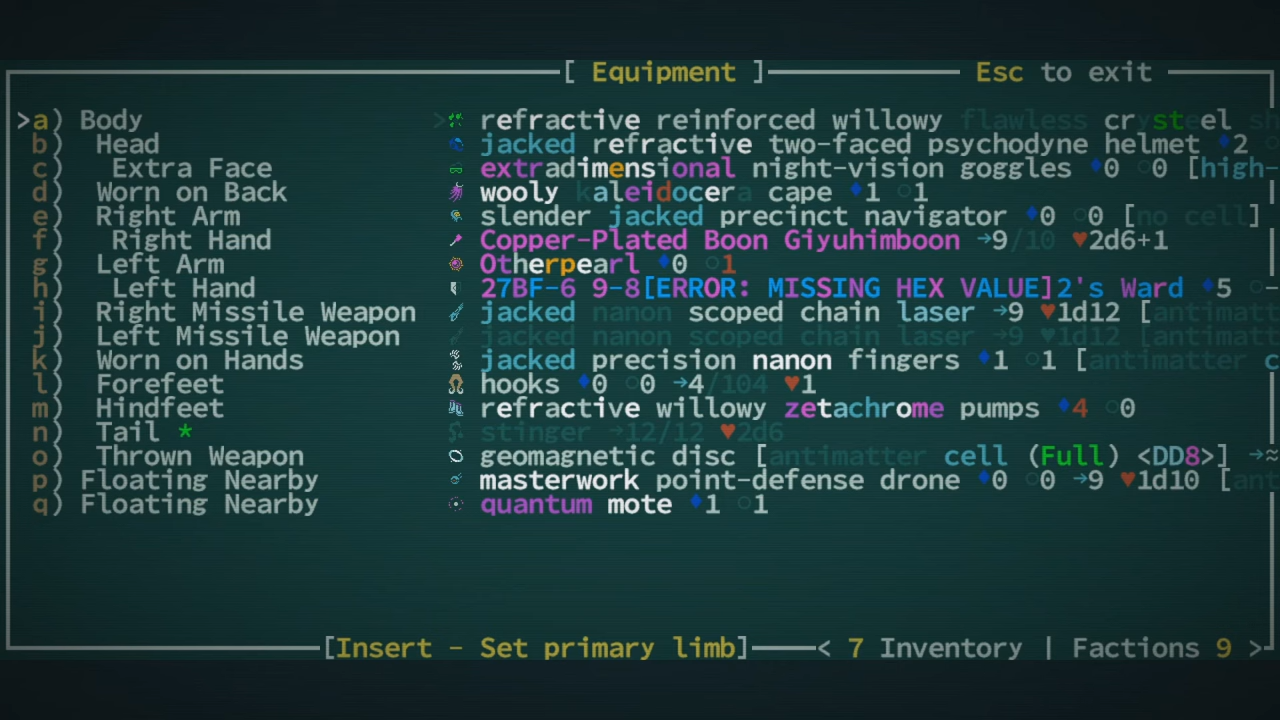 [ Equipment ] Esc to exit
>a) Body > refractive reinforced willowy flawless crysteel
b) Head jacked refractive two-faced psychodyne helmet ♦2
c) Extra Face extradimensional night-vision goggles ♦0 ○0 [high-
d) Worn on Back wooly kaleidocera cape ♦1 ○1
e) Right Arm slender jacked precinct navigator ♦0 ○0 [no cell]
f) Right Hand Copper-Plated Boon Giyuhimboon →9/10 ♥2d6+1
g) Left Arm Otherpearl ♦0 ○1
h) Left Hand 27BF-6 9-8[ERROR: MISSING HEX VALUE]2's Ward ♦5 ○-
i) Right Missile Weapon jacked nanon scoped chain laser →9 ♥1d12 [antimatt
j) Left Missile Weapon jacked nanon scoped chain laser →9 ♥1d12 [antimatt
k) Worn on Hands jacked precision nanon fingers ♦1 ○1 [antimatter c
l) Forefeet hooks ♦0 ○0 →4/104 ♥1
m) Hindfeet refractive willowy zetachrome pumps ♦4 ○0
n) Tail * stinger →12/12 ♥2d6
o) Thrown Weapon geomagnetic disc [antimatter cell (Full) <DD8>] →≈
p) Floating Nearby masterwork point-defense drone ♦0 ○0 →9 ♥1d10 [ant
q) Floating Nearby quantum mote ♦1 ○1
[Insert - Set primary limb] < 7 Inventory | Factions 9 >